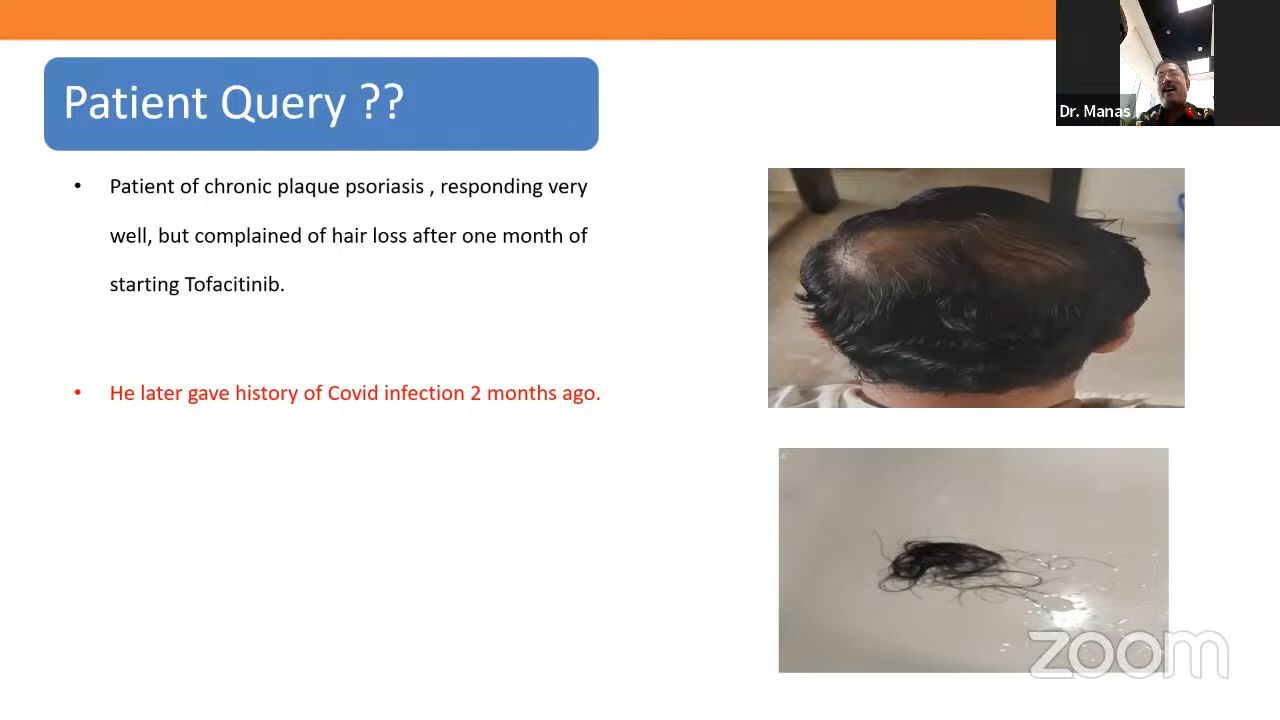 Patient Query ??
Dr. Manas
• Patient of chronic plaque psoriasis , responding very
well, but complained of hair loss after one month of
starting Tofacitinib.
• He later gave history of Covid infection 2 months ago.
zoom